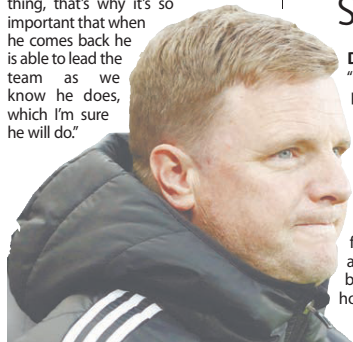 thing, that's why it's so
important that when
he comes back he
is able to lead the
team as we
know he does,
which I'm sure
he will do."